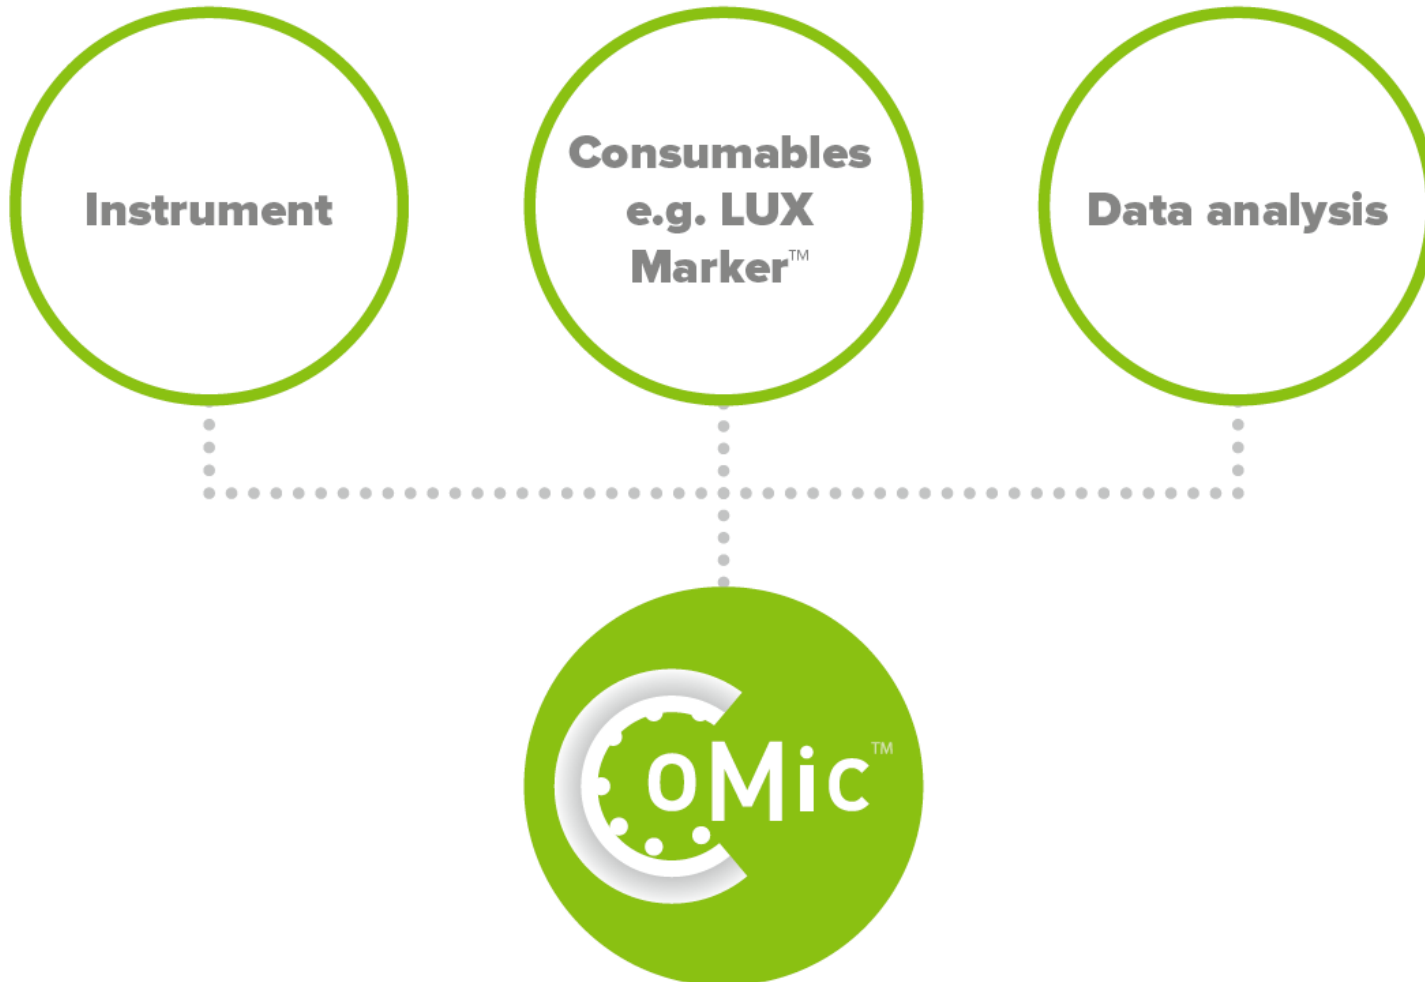 Instrument
Consumables
e.g. LUX
Marker™
Data analysis
CoMic™